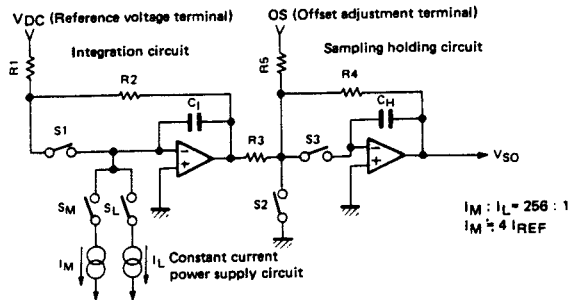 VDC (Reference voltage terminal)
OS (Offset adjustment terminal)
Integration circuit
Sampling holding circuit
R1
R2
R5
R4
CI
CH
S1
R3
S3
VSO
SM
SL
S2
IM : IL = 256 : 1
IM ≒ 4 IREF
IM
IL Constant current
power supply circuit